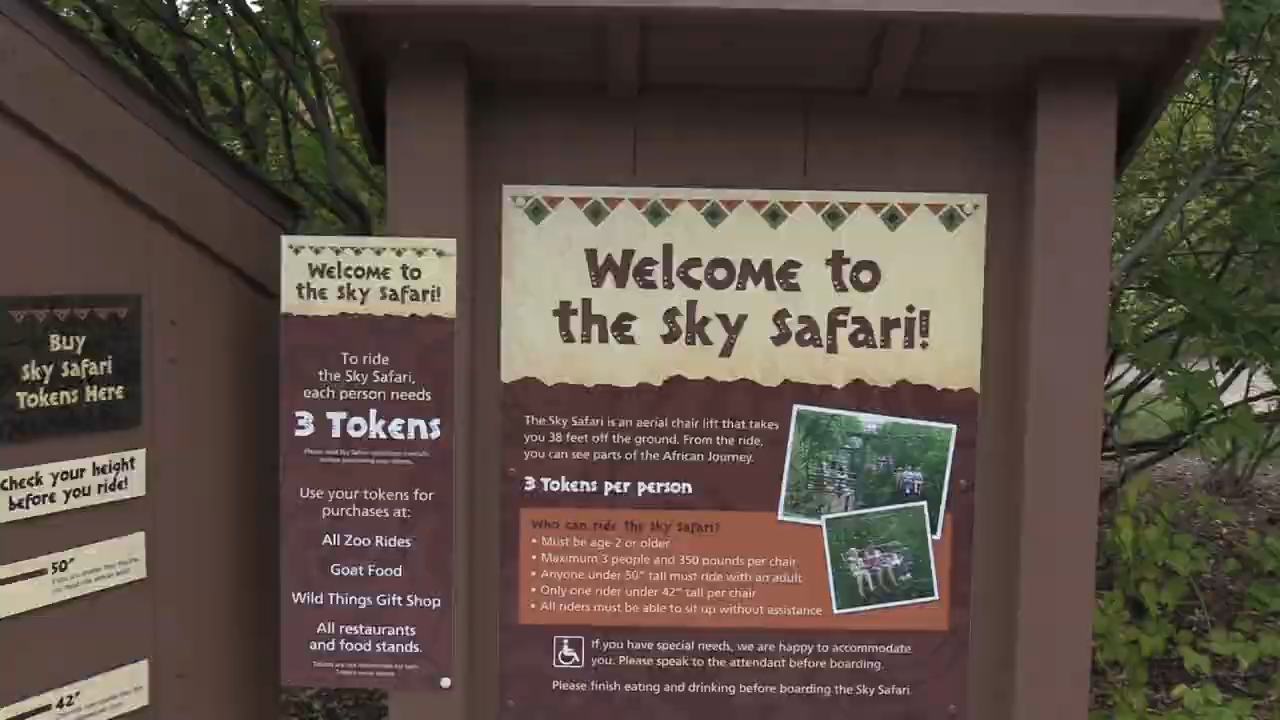 Buy
Sky Safari
Tokens Here
Check your height
before you ride!
50"
42"
Welcome to
the Sky Safari!
To ride
the Sky Safari,
each person needs
3 Tokens
Use your tokens for
purchases at:
All Zoo Rides
Goat Food
Wild Things Gift Shop
All restaurants
and food stands.
Welcome to
the Sky Safari!
The Sky Safari is an aerial chair lift that takes
you 38 feet off the ground. From the ride,
you can see parts of the African Journey.
3 Tokens per person
Who can ride the Sky Safari?
• Must be age 2 or older
• Maximum 3 people and 350 pounds per chair
• Anyone under 50" tall must ride with an adult
• Only one rider under 42" tall per chair
• All riders must be able to sit up without assistance
If you have special needs, we are happy to accommodate
you. Please speak to the attendant before boarding.
Please finish eating and drinking before boarding the Sky Safari.